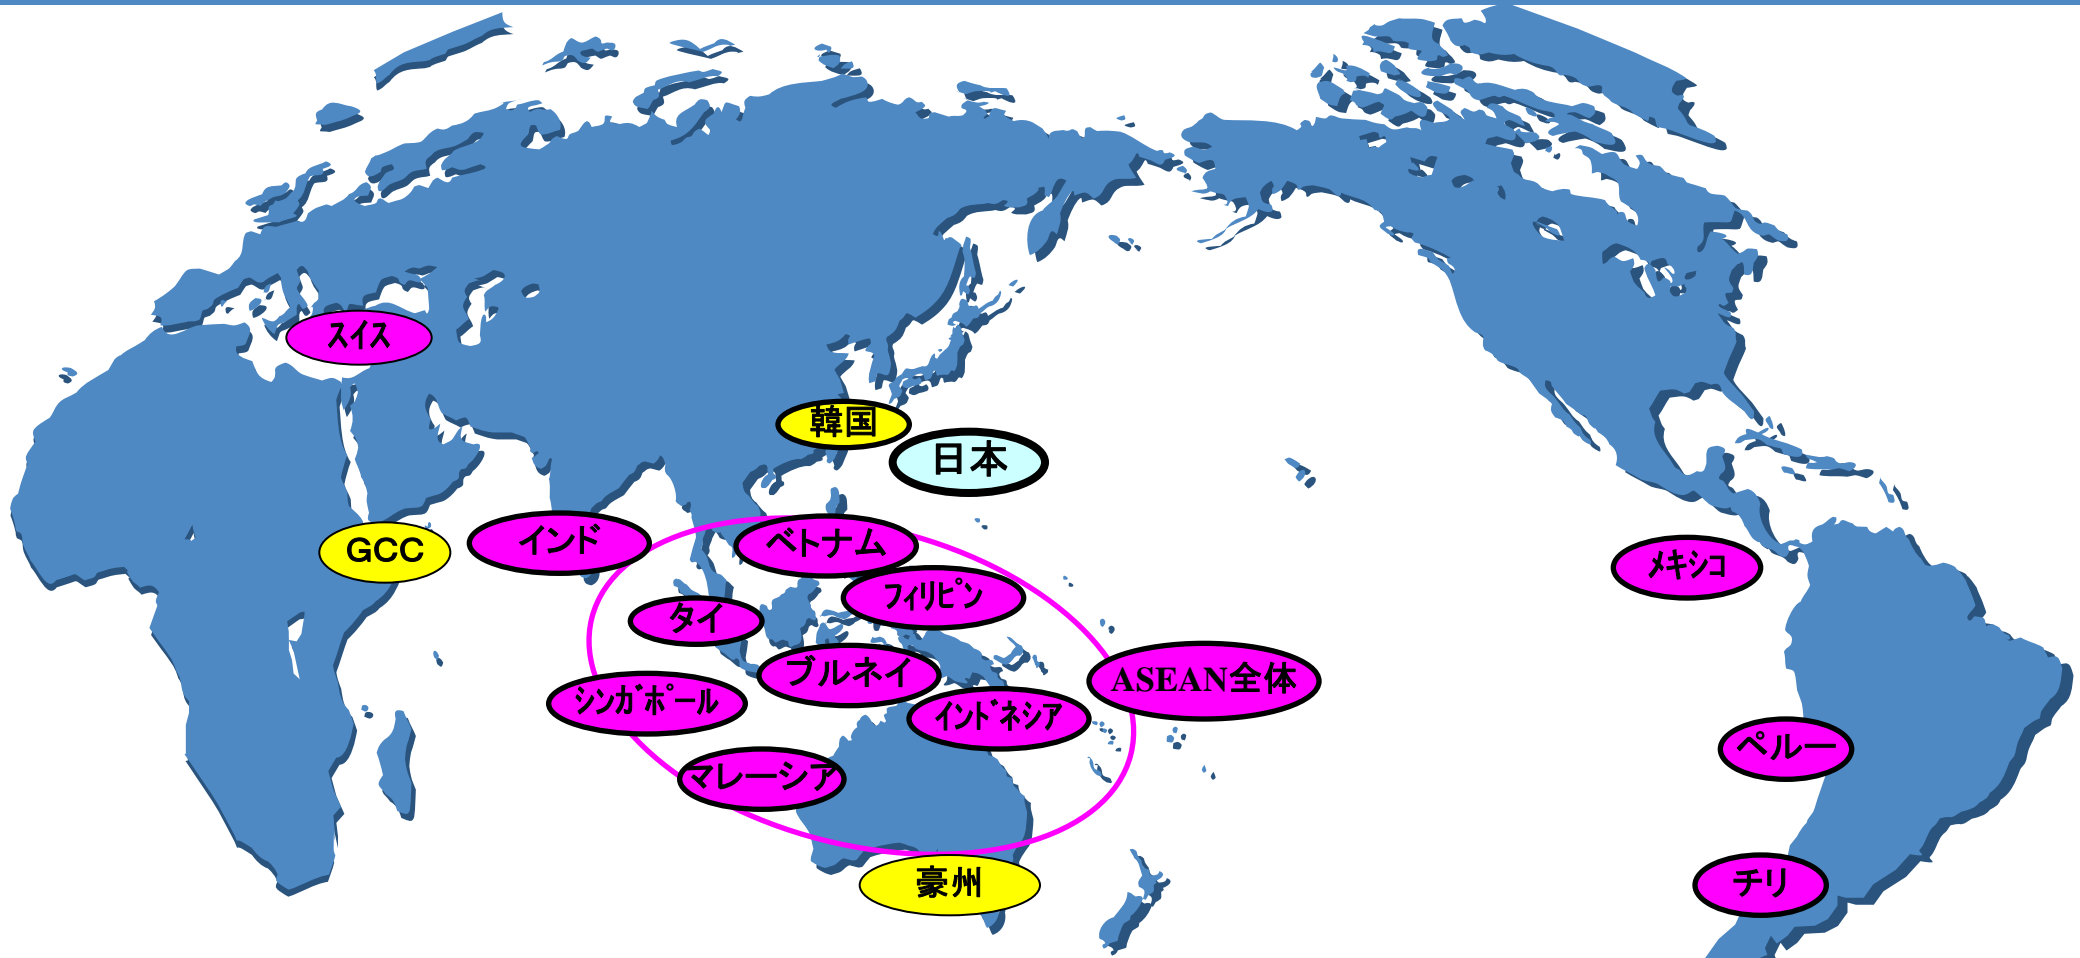 スイス
韓国
日本
GCC
インド
ベトナム
メキシコ
フィリピン
タイ
ブルネイ
ASEAN全体
シンガポール
インドネシア
ペルー
マレーシア
豪州
チリ